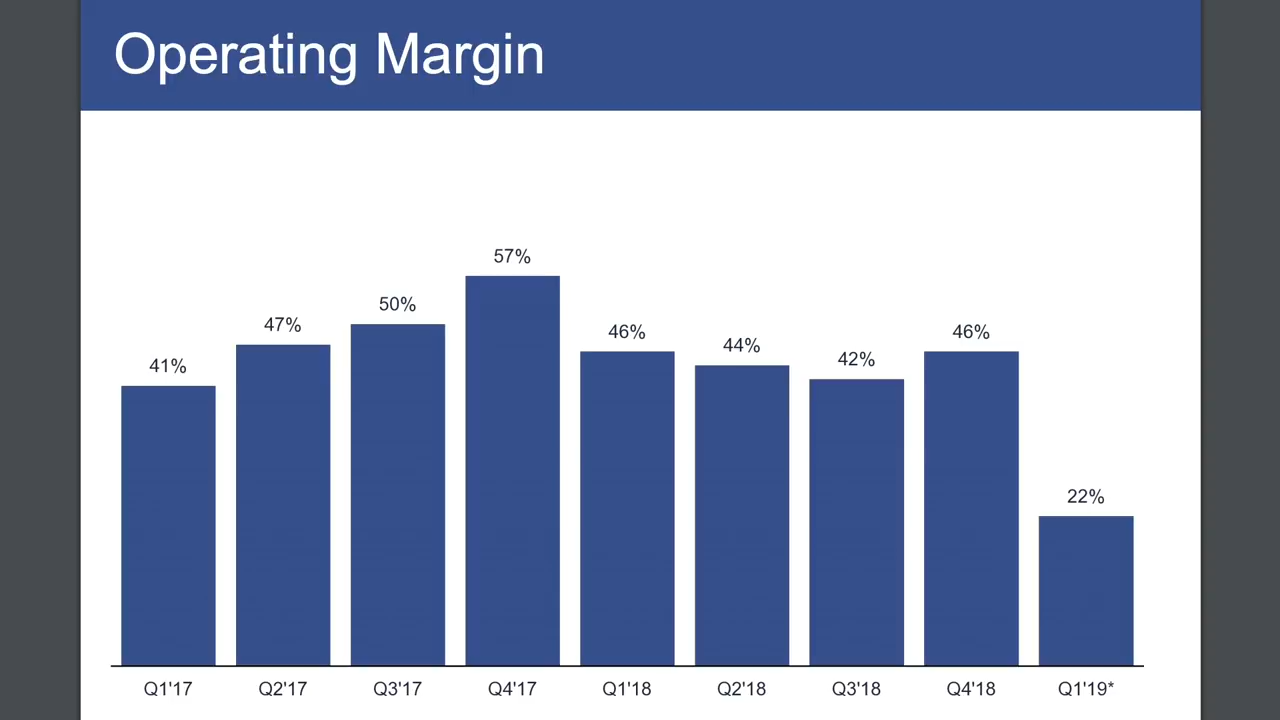 Operating Margin
41%
47%
50%
57%
46%
44%
42%
46%
22%
Q1'17
Q2'17
Q3'17
Q4'17
Q1'18
Q2'18
Q3'18
Q4'18
Q1'19*